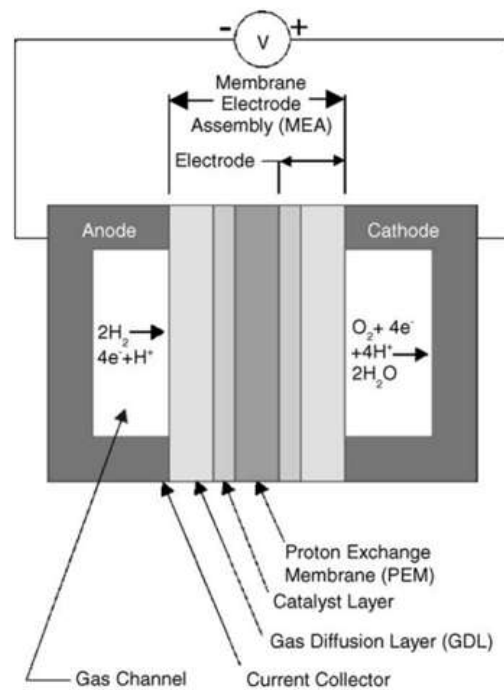 - V +
Membrane
Electrode
Assembly (MEA)
Electrode
Anode
Cathode
2H₂
4e⁻+H⁺
O₂+ 4e⁻
+4H⁺
2H₂O
Proton Exchange
Membrane (PEM)
Catalyst Layer
Gas Diffusion Layer (GDL)
Gas Channel
Current Collector